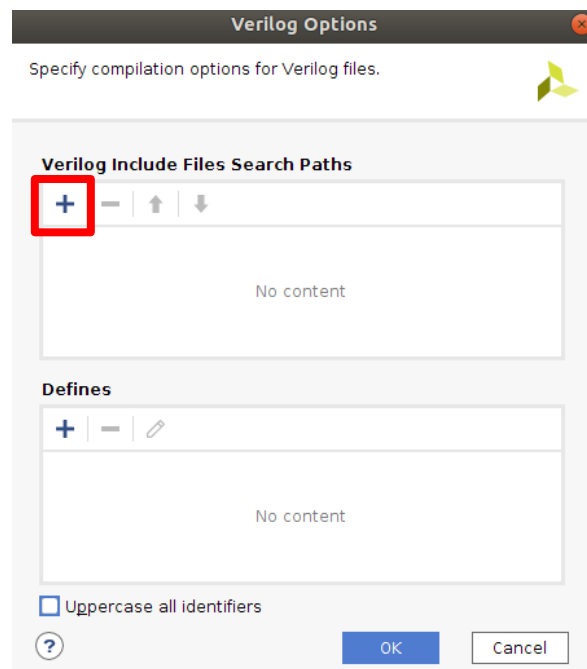 Verilog Options
Specify compilation options for Verilog files.
Verilog Include Files Search Paths
No content
Defines
No content
Uppercase all identifiers
?
OK
Cancel